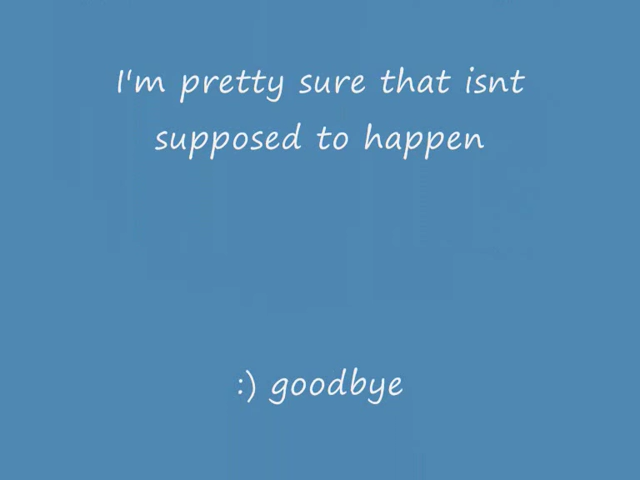 I'm pretty sure that isnt
supposed to happen
:) goodbye